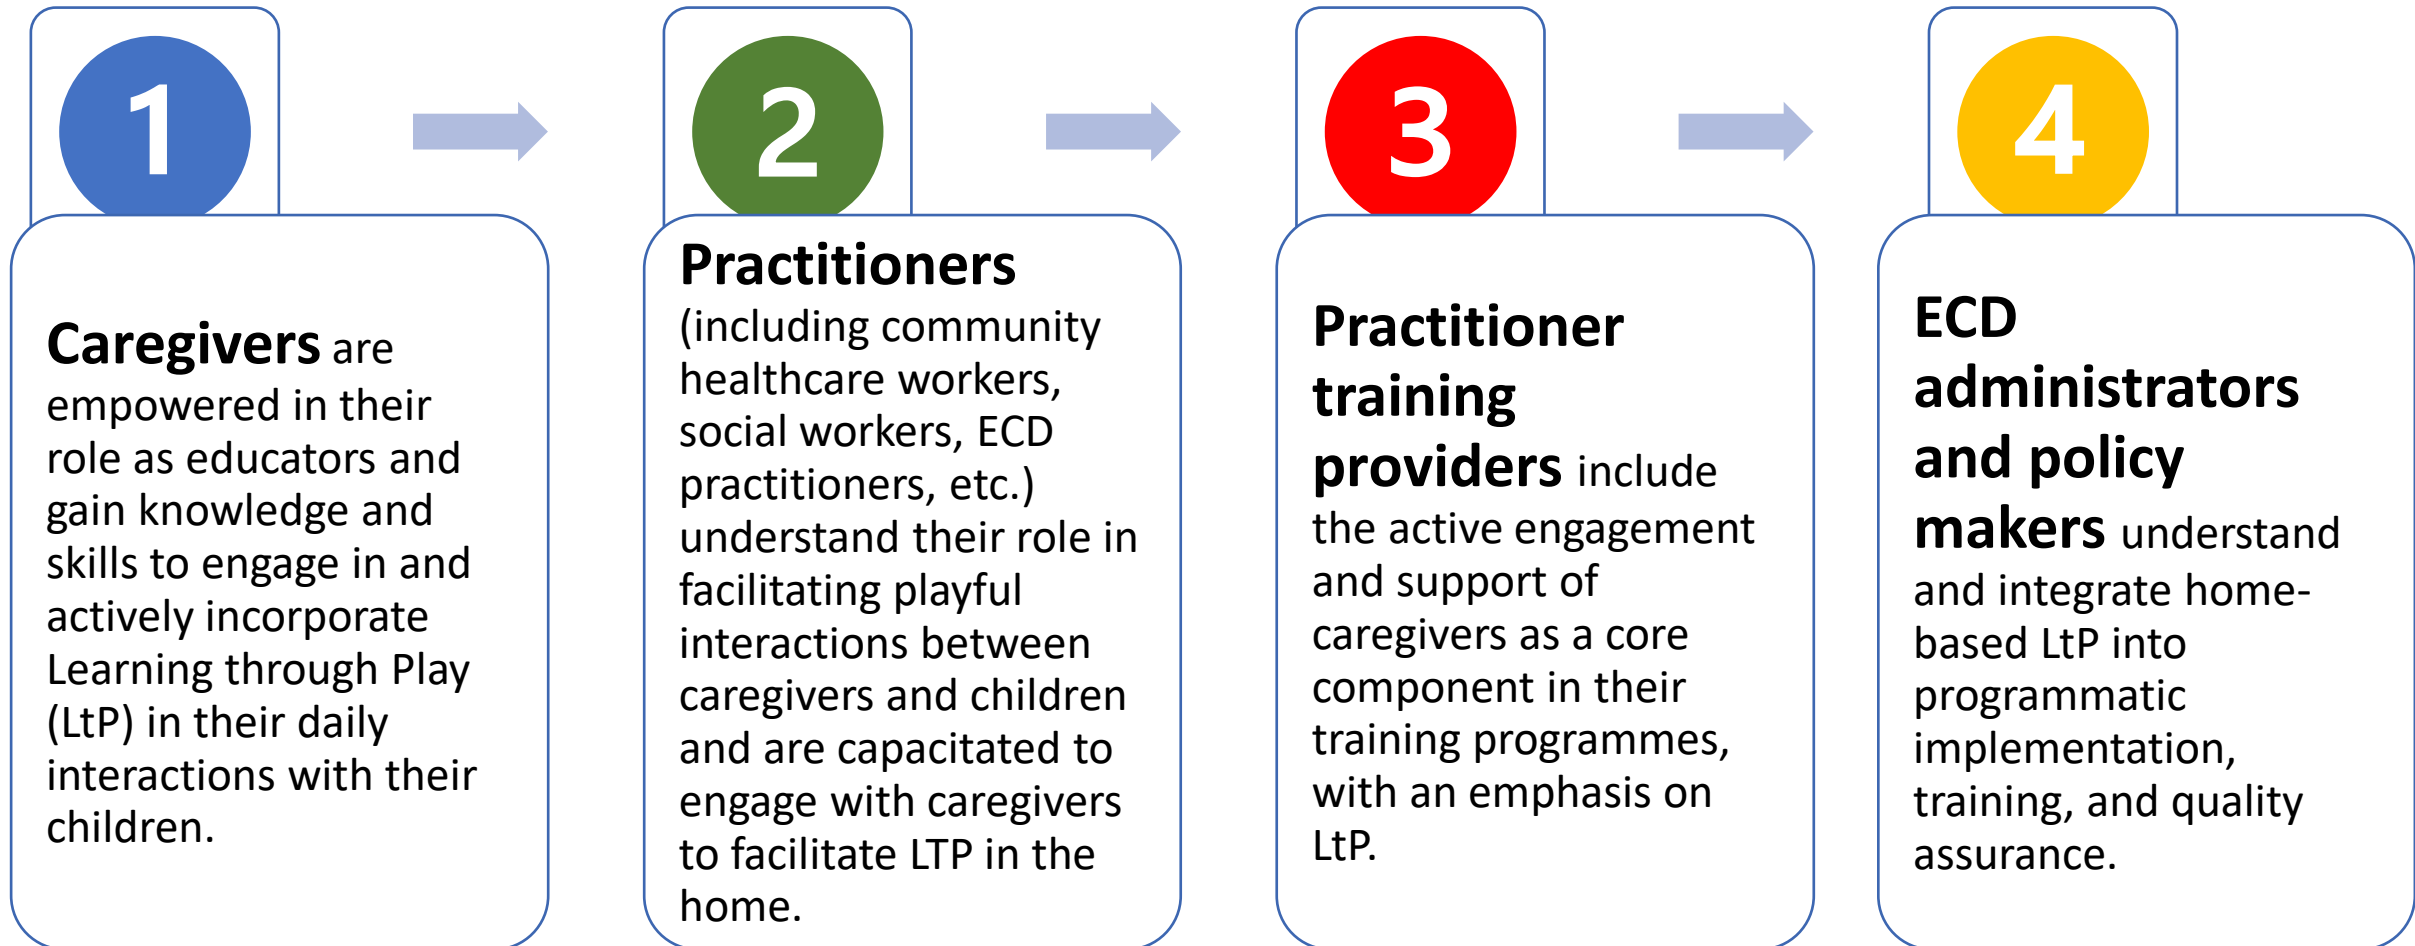 1
Caregivers are
empowered in their
role as educators and
gain knowledge and
skills to engage in and
actively incorporate
Learning through Play
(LtP) in their daily
interactions with their
children.
2
Practitioners
(including community
healthcare workers,
social workers, ECD
practitioners, etc.)
understand their role in
facilitating playful
interactions between
caregivers and children
and are capacitated to
engage with caregivers
to facilitate LTP in the
home.
3
Practitioner
training
providers include
the active engagement
and support of
caregivers as a core
component in their
training programmes,
with an emphasis on
LtP.
4
ECD
administrators
and policy
makers understand
and integrate home-
based LtP into
programmatic
implementation,
training, and quality
assurance.